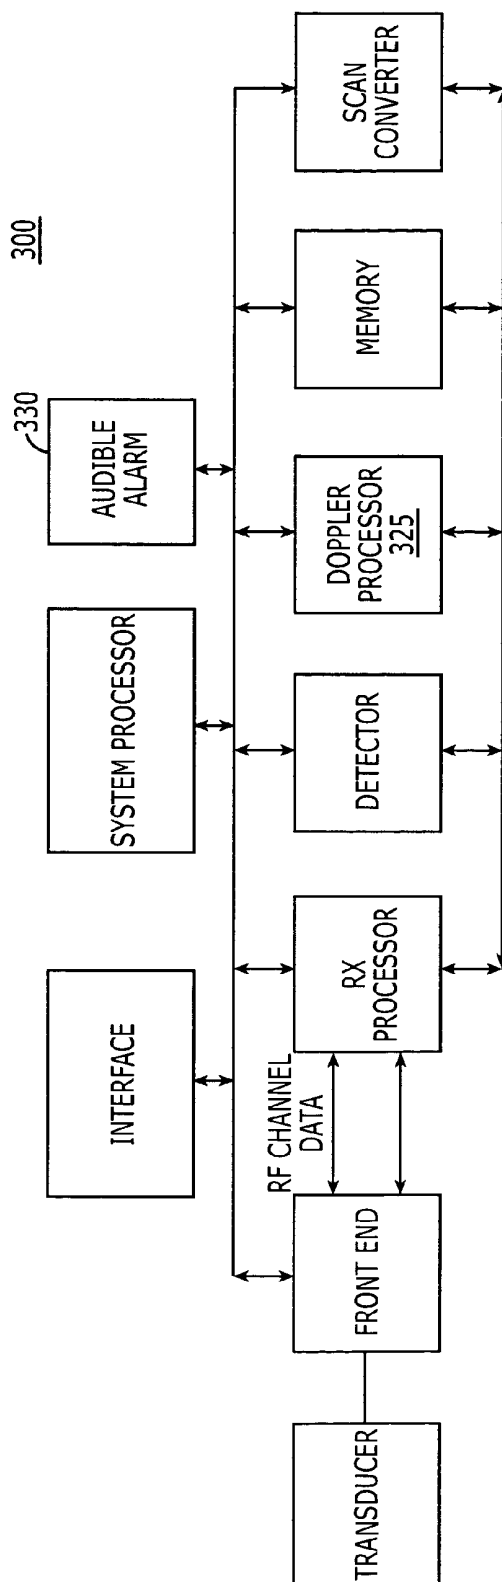 300
INTERFACE
SYSTEM PROCESSOR
330
AUDIBLE
ALARM
TRANSDUCER
FRONT END
RF CHANNEL
DATA
RX
PROCESSOR
DETECTOR
DOPPLER
PROCESSOR
325
MEMORY
SCAN
CONVERTER